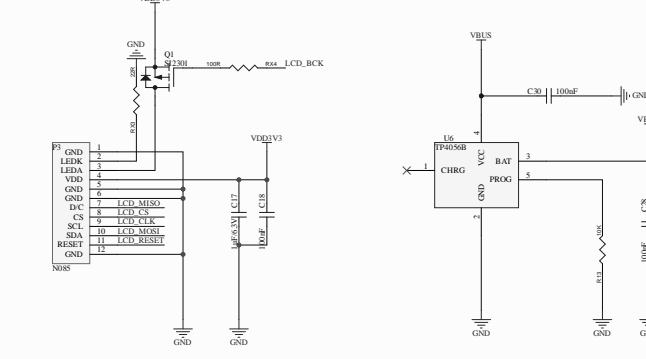 GND
Q1
SI2301
22R
100R
RX4
LCD_BCK
RX0
P3
GND
LEDK
LEDA
VDD
GND
GND
D/C
CS
SCL
SDA
RESET
GND
1
2
3
4
5
6
7
8
9
10
11
12
LCD_MISO
LCD_CS
LCD_CLK
LCD_MOSI
LCD_RESET
N085
VDD3V3
C17
1uF/6.3V
C18
100nF
GND
GND
VBUS
C30
100nF
GND
U6
TP4056B
4
VCC
1
CHRG
BAT
3
PROG
5
GND
2
10K
R13
GND
GND